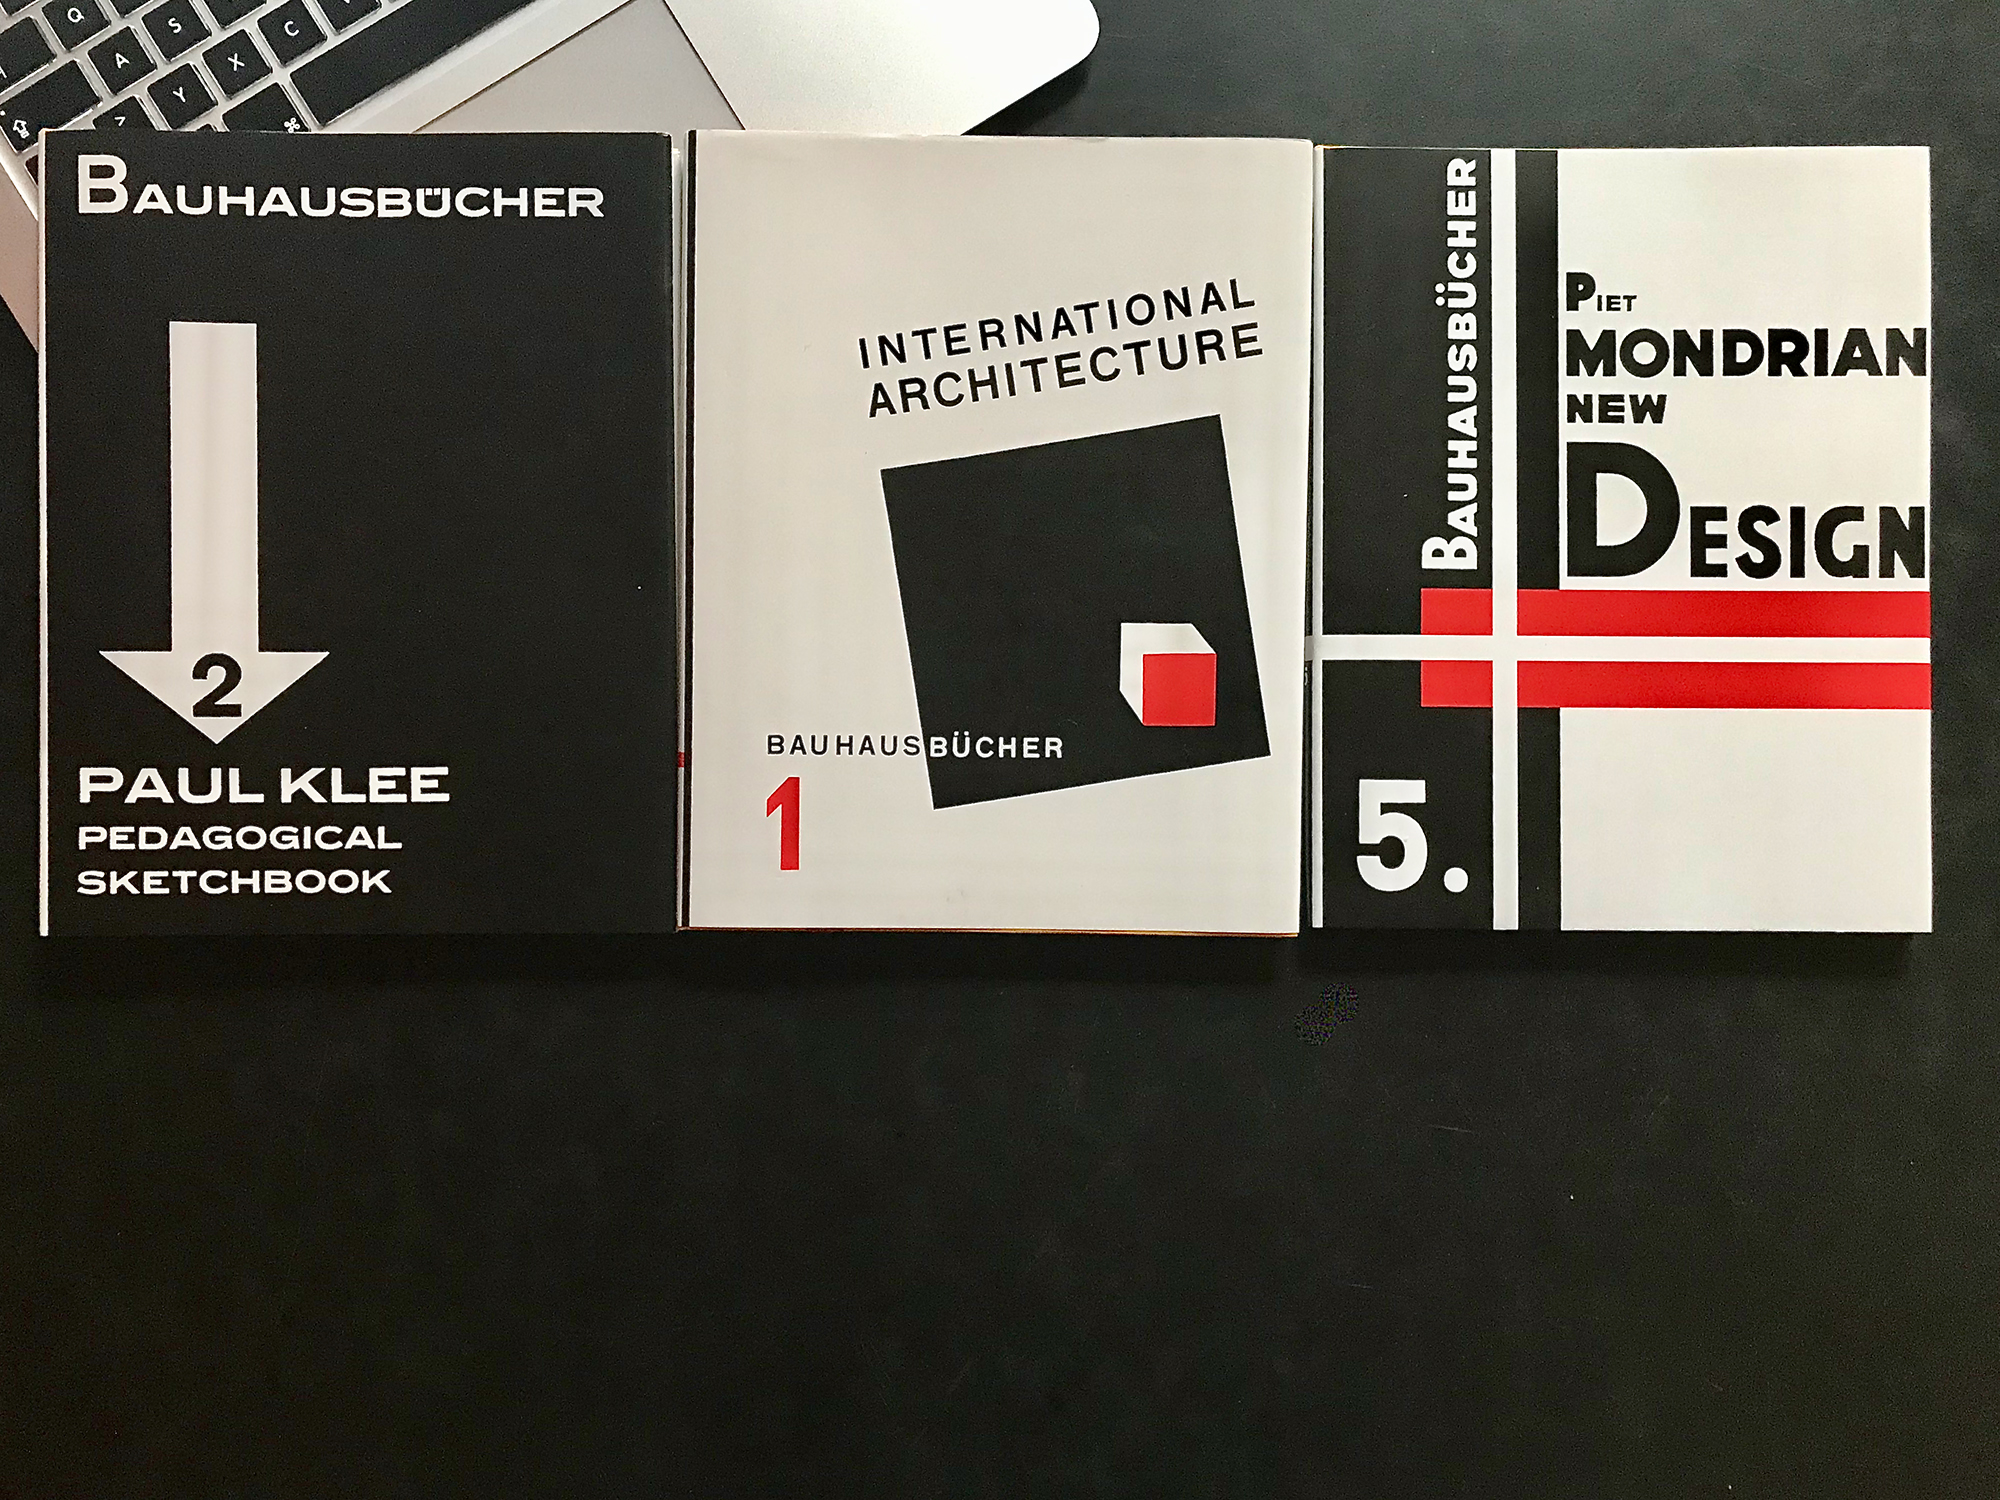 Q
S
A
X
C
Y
⌘
BAUHAUSBÜCHER
2
PAUL KLEE
PEDAGOGICAL
SKETCHBOOK
INTERNATIONAL
ARCHITECTURE
BAUHAUSBÜCHER
1
BAUHAUSBÜCHER
5.
PIET
MONDRIAN
NEW
DESIGN